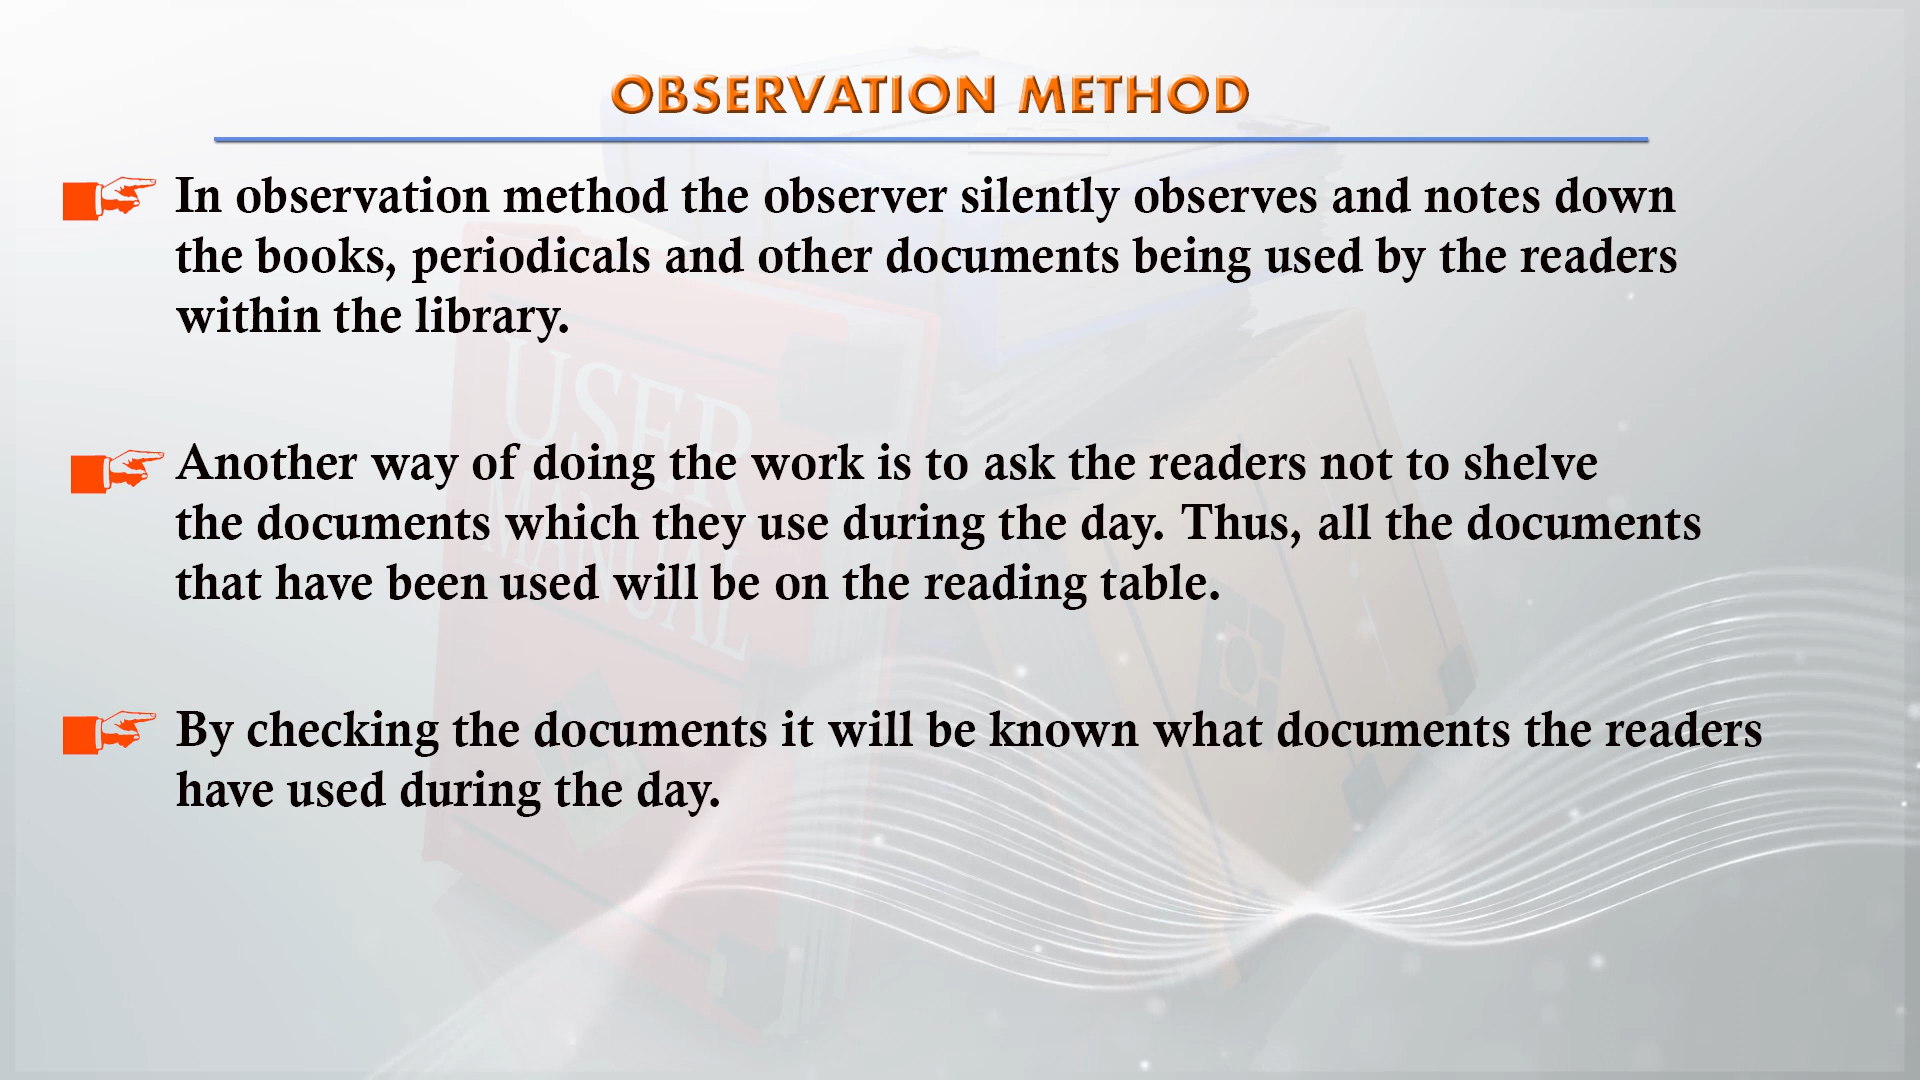 OBSERVATION METHOD
In observation method the observer silently observes and notes down
the books, periodicals and other documents being used by the readers
within the library.
Another way of doing the work is to ask the readers not to shelve
the documents which they use during the day. Thus, all the documents
that have been used will be on the reading table.
By checking the documents it will be known what documents the readers
have used during the day.
USER
MANUAL